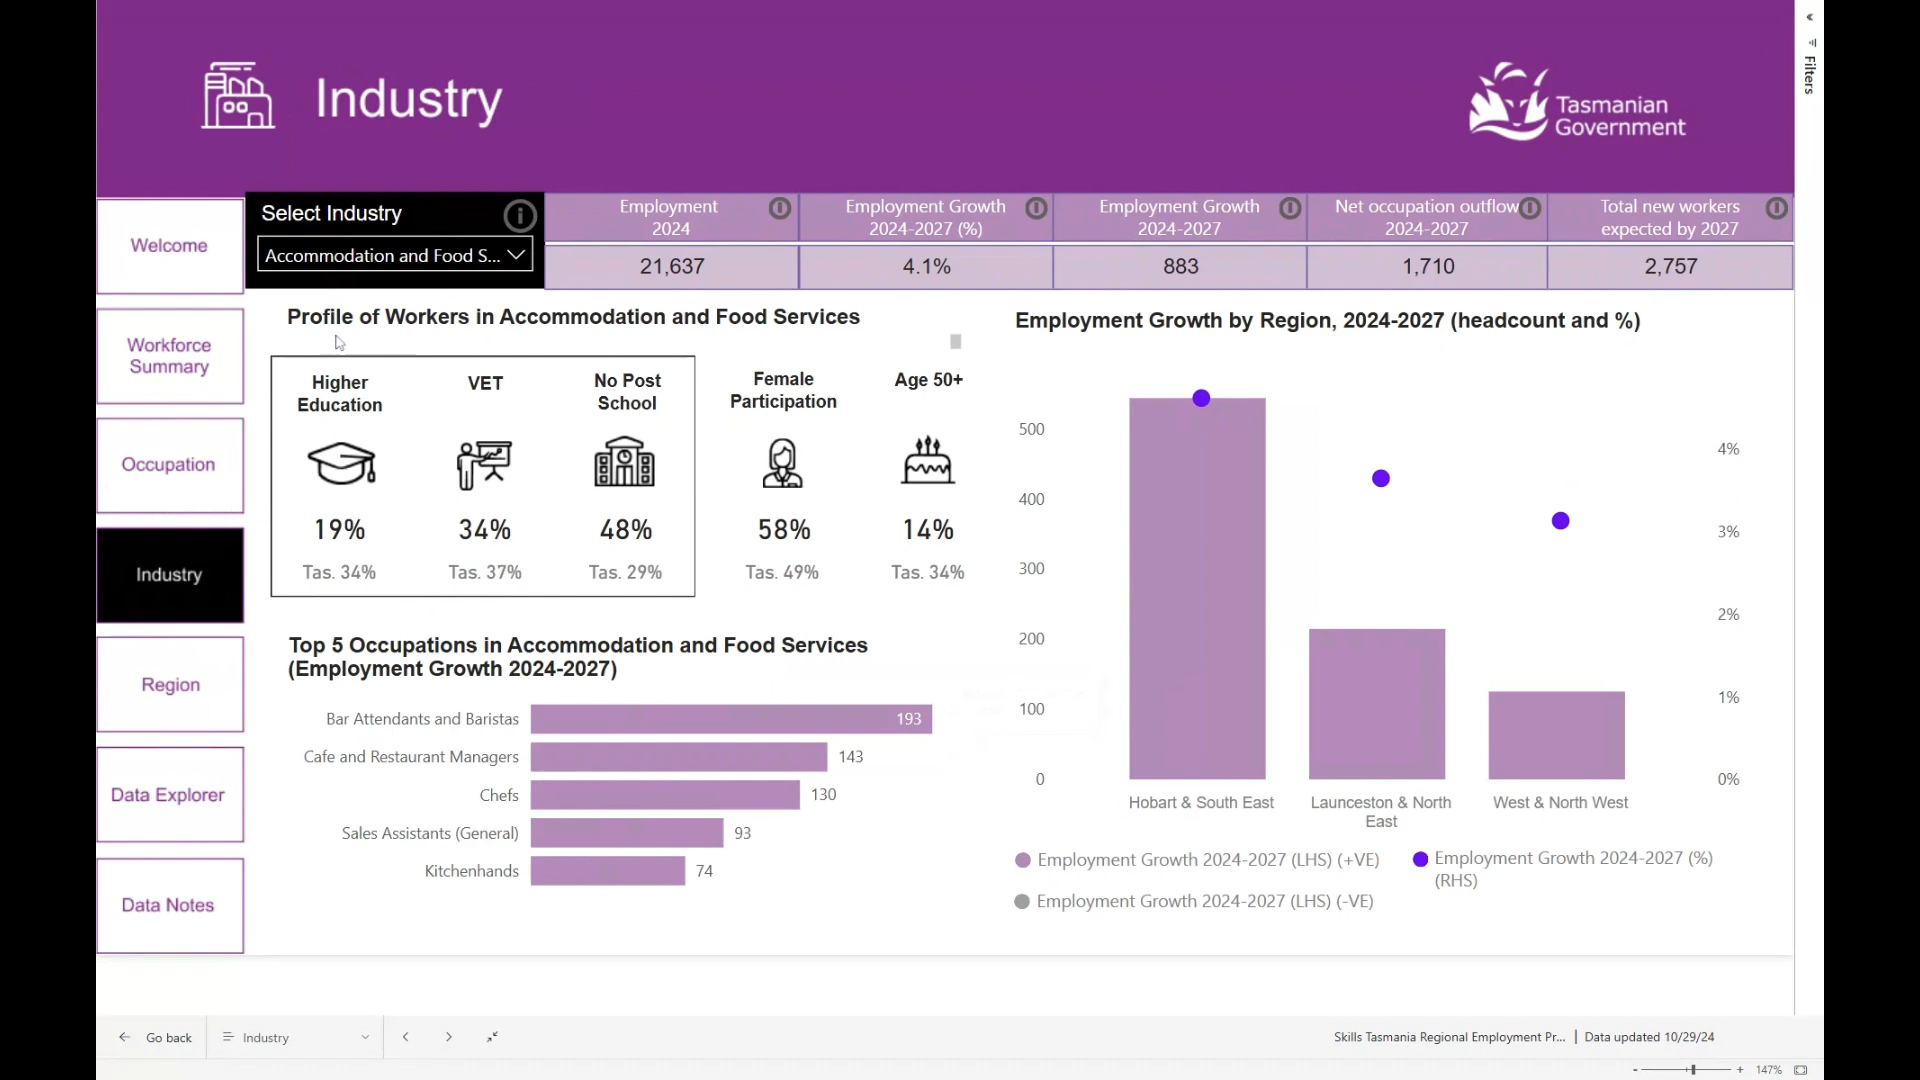 Industry
Tasmanian
Government
Filters
Select Industry
Accommodation and Food S...
Employment
2024
21,637
Employment Growth
2024-2027 (%)
4.1%
Employment Growth
2024-2027
883
Net occupation outflow
2024-2027
1,710
Total new workers
expected by 2027
2,757
Welcome
Workforce
Summary
Occupation
Industry
Region
Data Explorer
Data Notes
Profile of Workers in Accommodation and Food Services
Higher
Education
19%
Tas. 34%
VET
34%
Tas. 37%
No Post
School
48%
Tas. 29%
Female
Participation
58%
Tas. 49%
Age 50+
14%
Tas. 34%
Top 5 Occupations in Accommodation and Food Services
(Employment Growth 2024-2027)
Bar Attendants and Baristas 193
Cafe and Restaurant Managers 143
Chefs 130
Sales Assistants (General) 93
Kitchenhands 74
Employment Growth by Region, 2024-2027 (headcount and %)
500
400
300
200
100
0
4%
3%
2%
1%
0%
Hobart & South East
Launceston & North
East
West & North West
Employment Growth 2024-2027 (LHS) (+VE)
Employment Growth 2024-2027 (%)
(RHS)
Employment Growth 2024-2027 (LHS) (-VE)
Go back
Industry
Skills Tasmania Regional Employment Pr... | Data updated 10/29/24
- + 147%